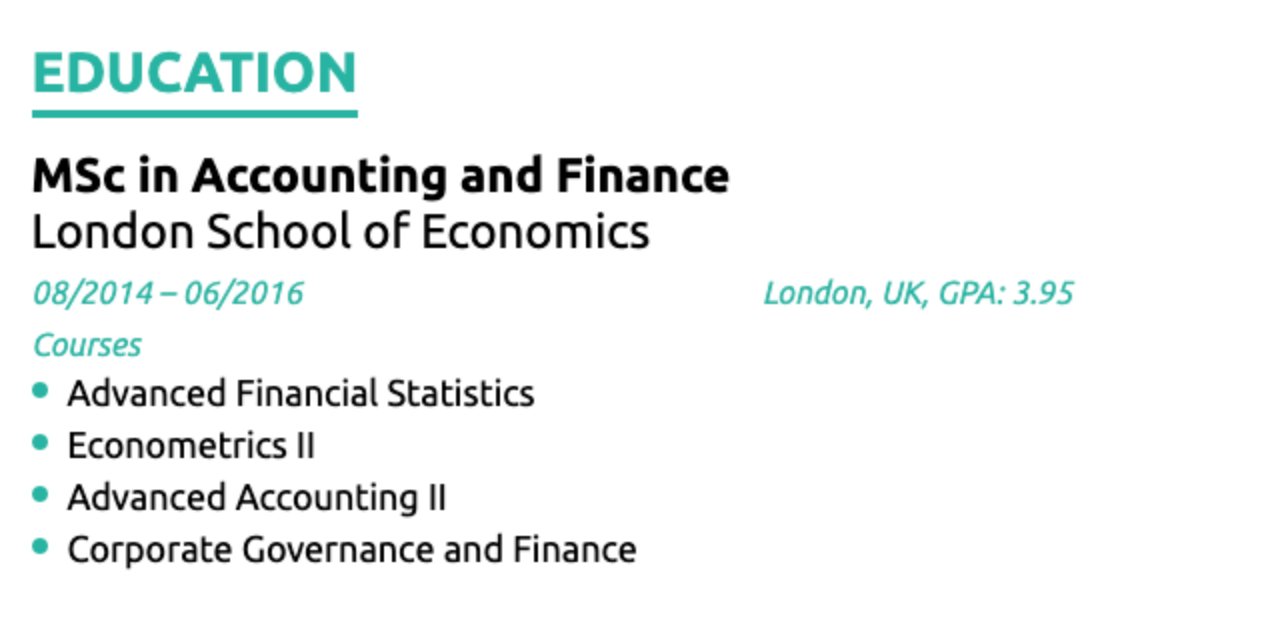 EDUCATION
MSc in Accounting and Finance
London School of Economics
08/2014 – 06/2016 London, UK, GPA: 3.95
Courses
• Advanced Financial Statistics
• Econometrics II
• Advanced Accounting II
• Corporate Governance and Finance